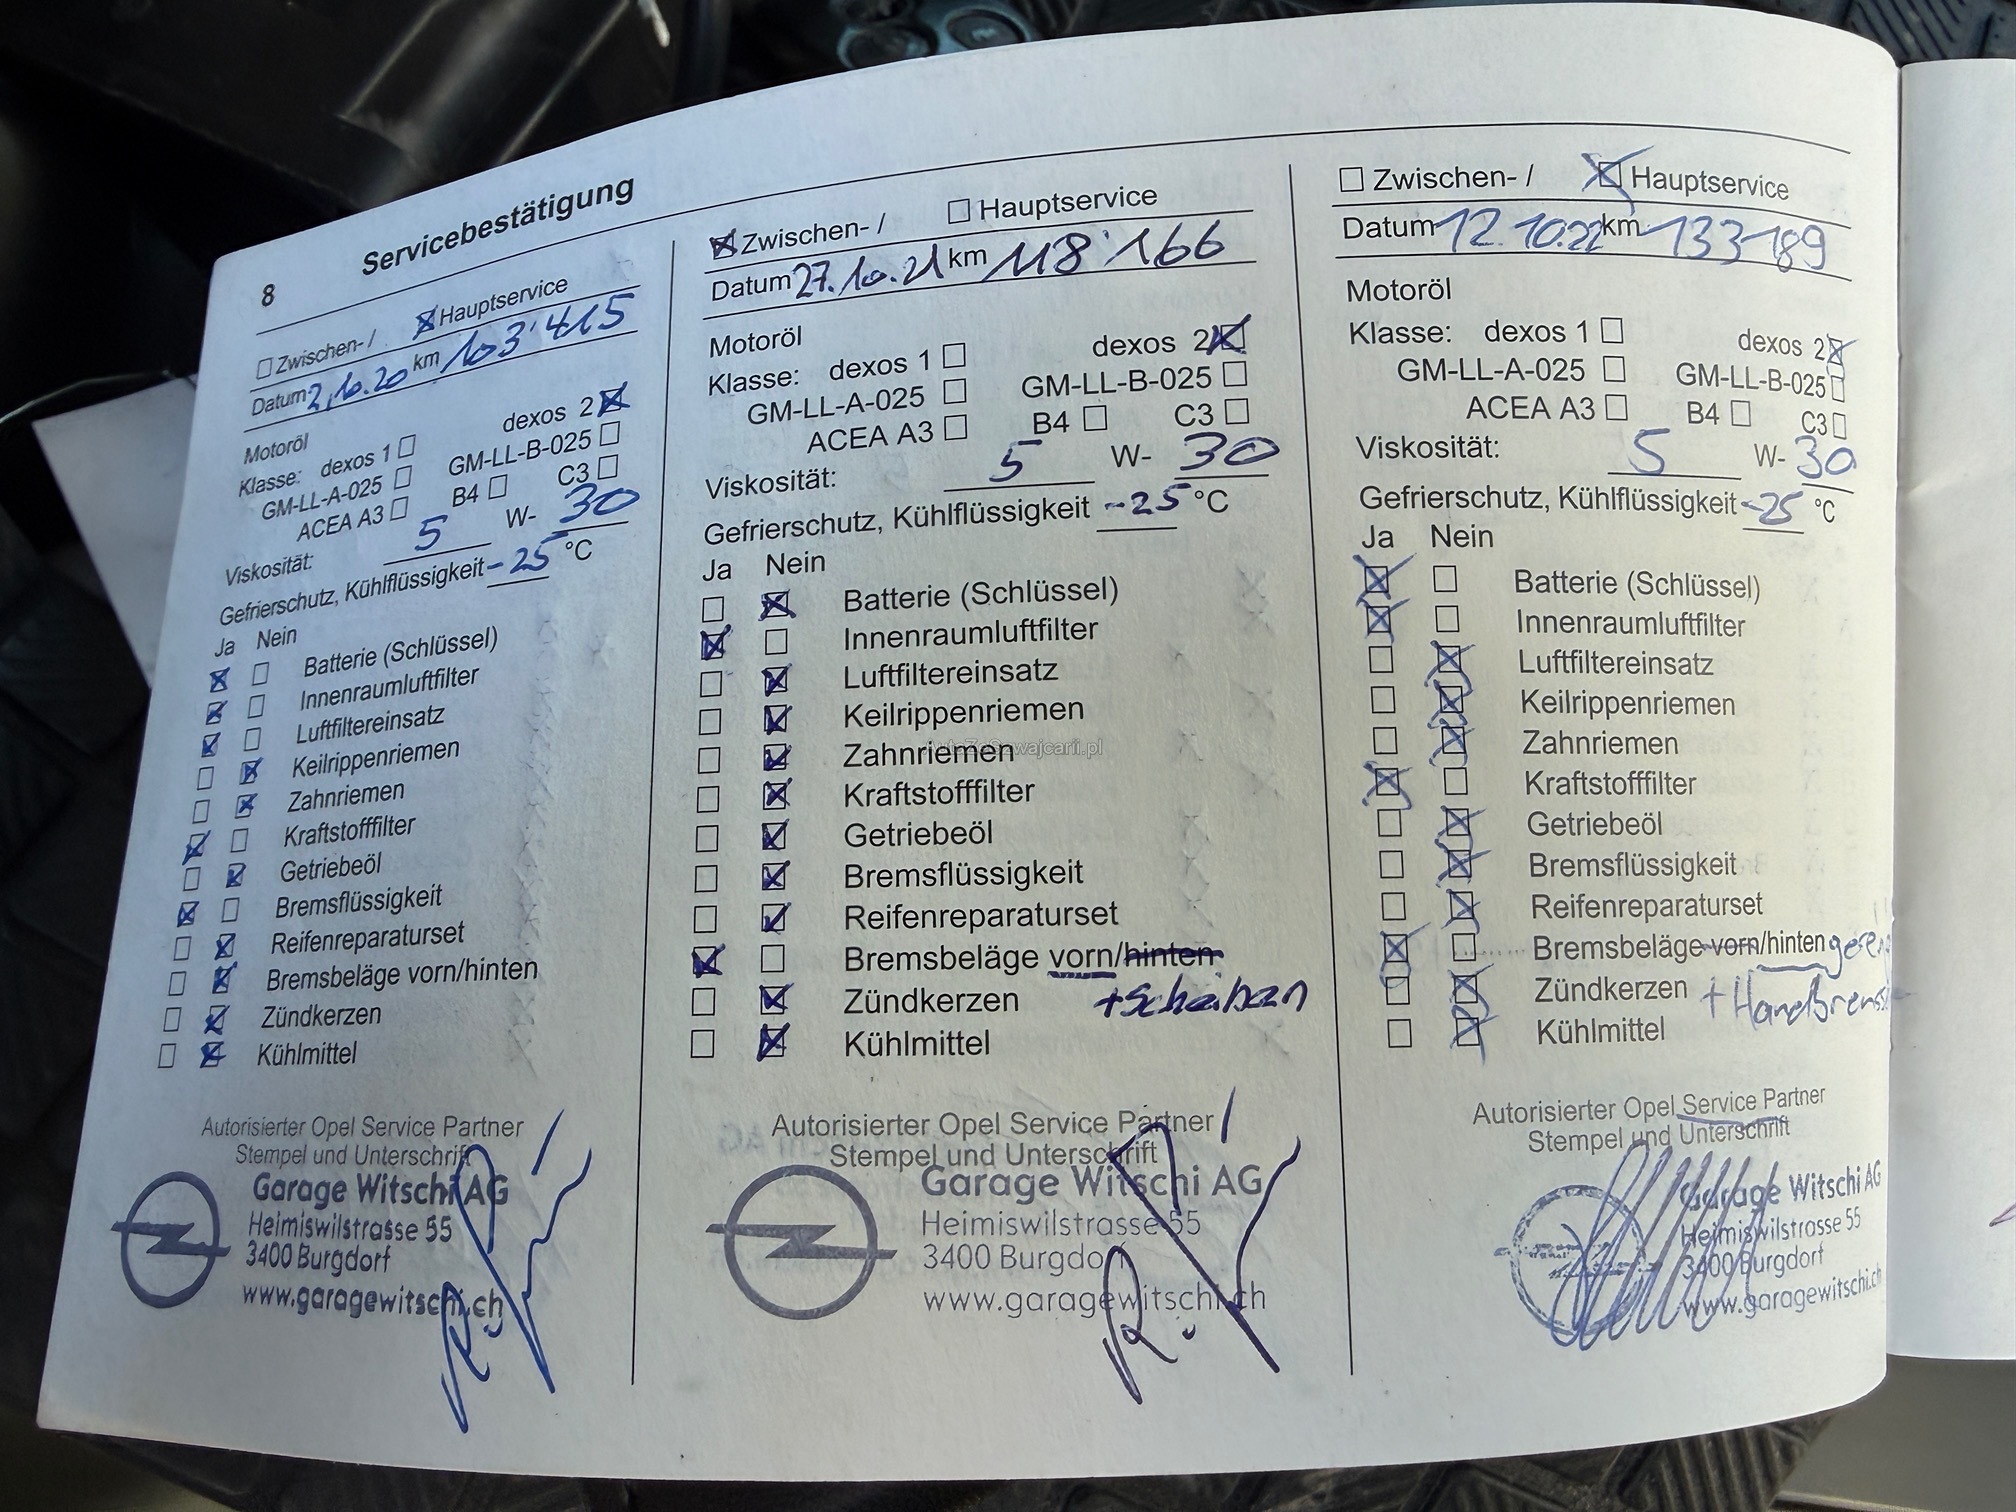 8 Servicebestätigung
Zwischen- / Hauptservice
Datum 2.10.20 km 103'415
Motoröl
Klasse: dexos 1 dexos 2
GM-LL-A-025 GM-LL-B-025
ACEA A3 B4 C3
Viskosität: 5 W- 30
Gefrierschutz, Kühlflüssigkeit -25 °C
Ja Nein
Batterie (Schlüssel)
Innenraumluftfilter
Luftfiltereinsatz
Keilrippenriemen
Zahnriemen
Kraftstofffilter
Getriebeöl
Bremsflüssigkeit
Reifenreparaturset
Bremsbeläge vorn/hinten
Zündkerzen
Kühlmittel
Autorisierter Opel Service Partner
Stempel und Unterschrift
Garage Witschi AG
Heimiswilstrasse 55
3400 Burgdorf
www.garagewitschi.ch
Zwischen- / Hauptservice
Datum 27.10.21 km 118'166
Motoröl
Klasse: dexos 1 dexos 2
GM-LL-A-025 GM-LL-B-025
ACEA A3 B4 C3
Viskosität: 5 W- 30
Gefrierschutz, Kühlflüssigkeit -25 °C
Ja Nein
Batterie (Schlüssel)
Innenraumluftfilter
Luftfiltereinsatz
Keilrippenriemen
Zahnriemen
AutaZeSzwajcarii.pl
Kraftstofffilter
Getriebeöl
Bremsflüssigkeit
Reifenreparaturset
Bremsbeläge vorn/hinten
Zündkerzen +Scheiben
Kühlmittel
Autorisierter Opel Service Partner
Stempel und Unterschrift
Garage Witschi AG
Heimiswilstrasse 55
3400 Burgdorf
www.garagewitschi.ch
Zwischen- / Hauptservice
Datum 12.10.22 km 133189
Motoröl
Klasse: dexos 1 dexos 2
GM-LL-A-025 GM-LL-B-025
ACEA A3 B4 C3
Viskosität: 5 W- 30
Gefrierschutz, Kühlflüssigkeit -25 °C
Ja Nein
Batterie (Schlüssel)
Innenraumluftfilter
Luftfiltereinsatz
Keilrippenriemen
Zahnriemen
Kraftstofffilter
Getriebeöl
Bremsflüssigkeit
Reifenreparaturset
Bremsbeläge vorn/hinten
Zündkerzen
Kühlmittel
Autorisierter Opel Service Partner
Stempel und Unterschrift
Garage Witschi AG
Heimiswilstrasse 55
3400 Burgdorf
www.garagewitschi.ch